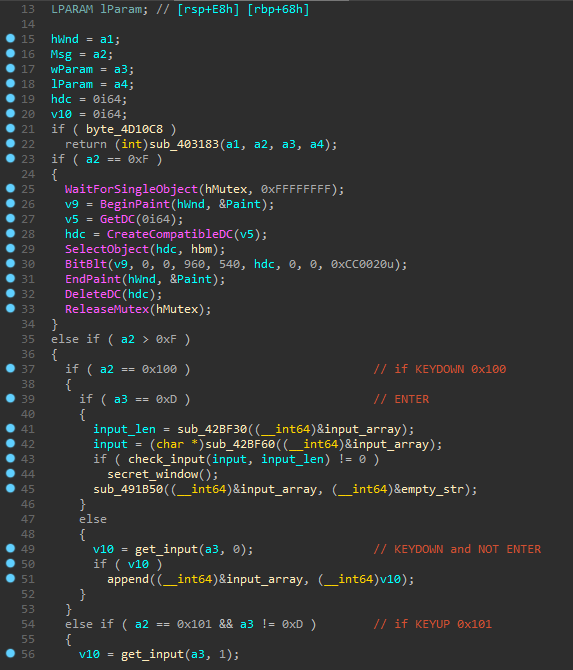 13 LPARAM lParam; // [rsp+E8h] [rbp+68h]
14
15 hWnd = a1;
16 Msg = a2;
17 wParam = a3;
18 lParam = a4;
19 hdc = 0i64;
20 v10 = 0i64;
21 if ( byte_4D10C8 )
22 return (int)sub_403183(a1, a2, a3, a4);
23 if ( a2 == 0xF )
24 {
25 WaitForSingleObject(hMutex, 0xFFFFFFFF);
26 v9 = BeginPaint(hWnd, &Paint);
27 v5 = GetDC(0i64);
28 hdc = CreateCompatibleDC(v5);
29 SelectObject(hdc, hbm);
30 BitBlt(v9, 0, 0, 960, 540, hdc, 0, 0, 0xCC0020u);
31 EndPaint(hWnd, &Paint);
32 DeleteDC(hdc);
33 ReleaseMutex(hMutex);
34 }
35 else if ( a2 > 0xF )
36 {
37 if ( a2 == 0x100 ) // if KEYDOWN 0x100
38 {
39 if ( a3 == 0xD ) // ENTER
40 {
41 input_len = sub_42BF30((__int64)&input_array);
42 input = (char *)sub_42BF60((__int64)&input_array);
43 if ( check_input(input, input_len) != 0 )
44 secret_window();
45 sub_491B50((__int64)&input_array, (__int64)&empty_str);
46 }
47 else
48 {
49 v10 = get_input(a3, 0); // KEYDOWN and NOT ENTER
50 if ( v10 )
51 append((__int64)&input_array, (__int64)v10);
52 }
53 }
54 else if ( a2 == 0x101 && a3 != 0xD ) // if KEYUP 0x101
55 {
56 v10 = get_input(a3, 1);